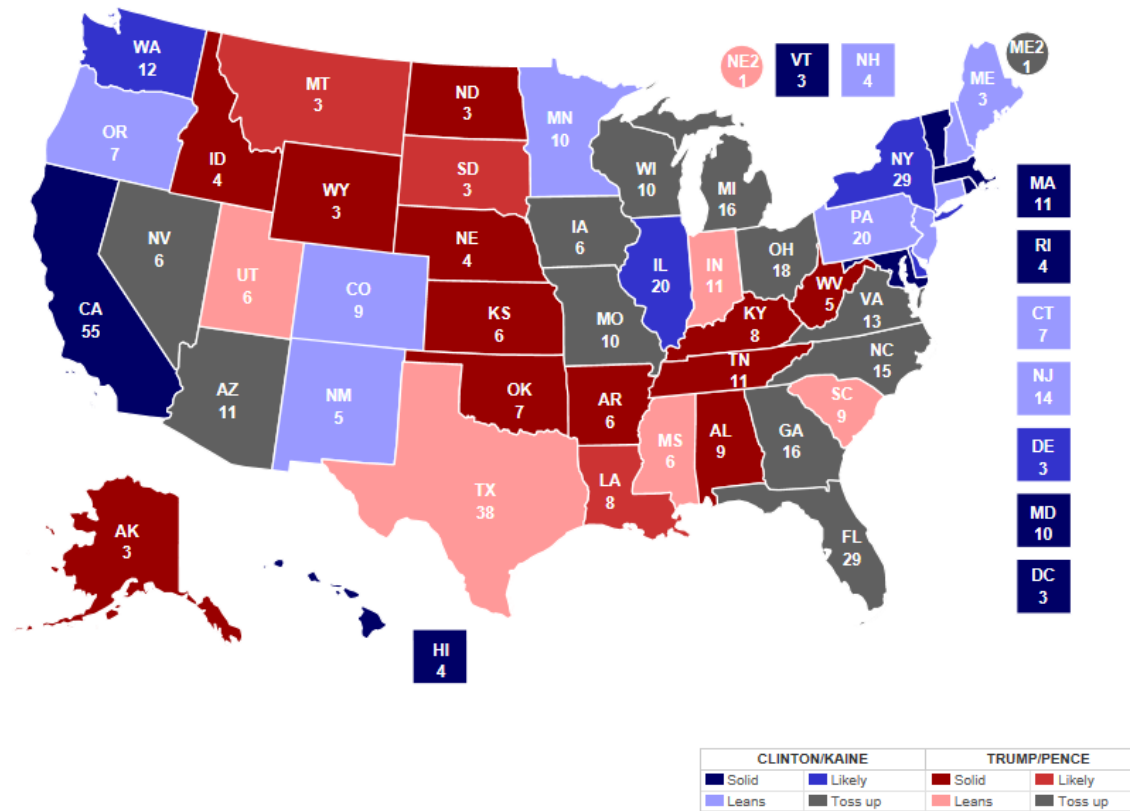 WA
12
MT
3
ND
3
MN
10
NE2
1
VT
3
NH
4
ME2
1
ME
3
OR
7
ID
4
WY
3
SD
3
WI
10
MI
16
NY
29
MA
11
NV
6
UT
6
CO
9
NE
4
IA
6
IL
20
IN
11
OH
18
PA
20
RI
4
CA
55
KS
6
MO
10
KY
8
WV
5
VA
13
CT
7
AZ
11
NM
5
OK
7
AR
6
TN
11
NC
15
NJ
14
TX
38
LA
8
MS
6
AL
9
GA
16
SC
9
DE
3
AK
3
FL
29
MD
10
DC
3
HI
4
CLINTON/KAINE
TRUMP/PENCE
Solid Likely Solid Likely
Leans Toss up Leans Toss up